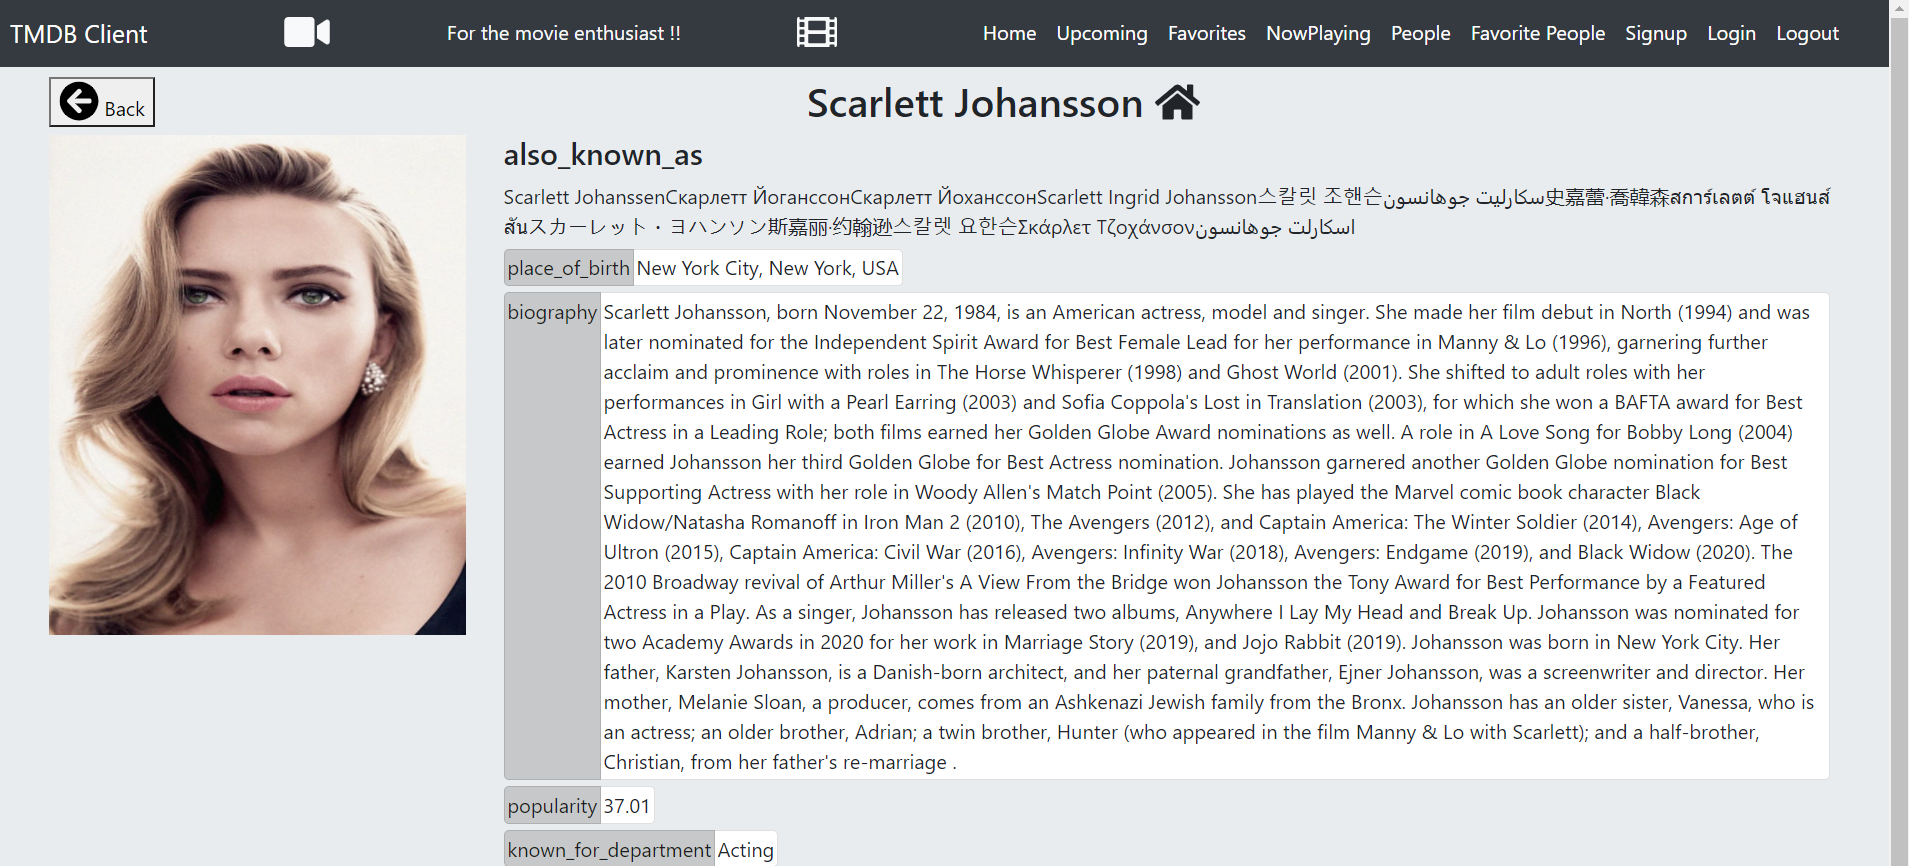 TMDB Client For the movie enthusiast !! Home Upcoming Favorites NowPlaying People Favorite People Signup Login Logout
Back
Scarlett Johansson
also_known_as
Scarlett JohanssenСкарлетт ЙоганссонСкарлетт ЙоханссонScarlett Ingrid Johansson스칼릿 조핸슨سكارليت جوهانسون史嘉蕾·喬韓森สการ์เลตต์ โจแฮนส์
สันスカーレット・ヨハンソン斯嘉丽·约翰逊스칼렛 요한슨Σκάρλετ Τζοχάνσονاسکارلت جوهانسون
place_of_birth New York City, New York, USA
biography Scarlett Johansson, born November 22, 1984, is an American actress, model and singer. She made her film debut in North (1994) and was
later nominated for the Independent Spirit Award for Best Female Lead for her performance in Manny & Lo (1996), garnering further
acclaim and prominence with roles in The Horse Whisperer (1998) and Ghost World (2001). She shifted to adult roles with her
performances in Girl with a Pearl Earring (2003) and Sofia Coppola's Lost in Translation (2003), for which she won a BAFTA award for Best
Actress in a Leading Role; both films earned her Golden Globe Award nominations as well. A role in A Love Song for Bobby Long (2004)
earned Johansson her third Golden Globe for Best Actress nomination. Johansson garnered another Golden Globe nomination for Best
Supporting Actress with her role in Woody Allen's Match Point (2005). She has played the Marvel comic book character Black
Widow/Natasha Romanoff in Iron Man 2 (2010), The Avengers (2012), and Captain America: The Winter Soldier (2014), Avengers: Age of
Ultron (2015), Captain America: Civil War (2016), Avengers: Infinity War (2018), Avengers: Endgame (2019), and Black Widow (2020). The
2010 Broadway revival of Arthur Miller's A View From the Bridge won Johansson the Tony Award for Best Performance by a Featured
Actress in a Play. As a singer, Johansson has released two albums, Anywhere I Lay My Head and Break Up. Johansson was nominated for
two Academy Awards in 2020 for her work in Marriage Story (2019), and Jojo Rabbit (2019). Johansson was born in New York City. Her
father, Karsten Johansson, is a Danish-born architect, and her paternal grandfather, Ejner Johansson, was a screenwriter and director. Her
mother, Melanie Sloan, a producer, comes from an Ashkenazi Jewish family from the Bronx. Johansson has an older sister, Vanessa, who is
an actress; an older brother, Adrian; a twin brother, Hunter (who appeared in the film Manny & Lo with Scarlett); and a half-brother,
Christian, from her father's re-marriage .
popularity 37.01
known_for_department Acting